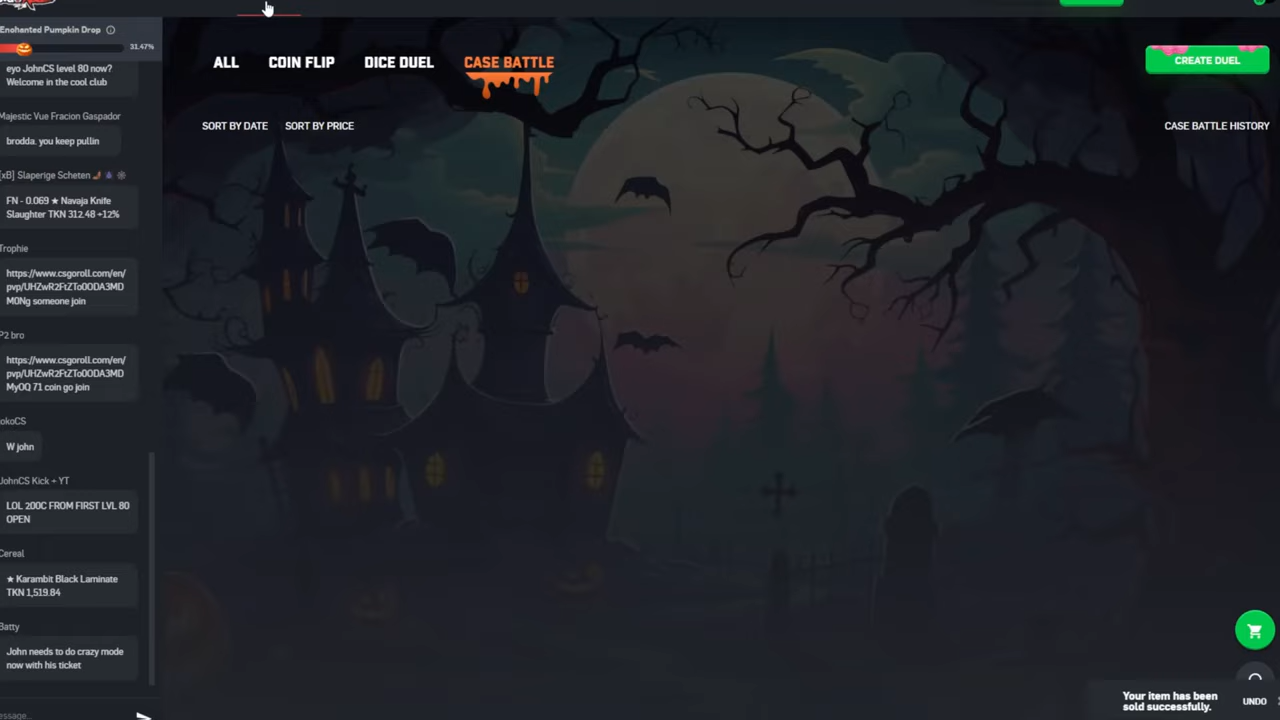 Enchanted Pumpkin Drop
31.47%
eyo JohnCS level 80 now?
Welcome in the cool club
Majestic Vue Fracion Gaspador
brodda. you keep pullin
[xB] Slaperige Scheten
FN - 0.069 ★ Navaja Knife
Slaughter TKN 312.48 +12%
Trophie
https://www.csgoroll.com/en/
pvp/UHZwR2FtZTo0ODA3MD
M0Ng someone join
P2 bro
https://www.csgoroll.com/en/
pvp/UHZwR2FtZTo0ODA3MD
MyOQ 71 coin go join
okoCS
W john
JohnCS Kick + YT
LOL 200C FROM FIRST LVL 80
OPEN
Cereal
★ Karambit Black Laminate
TKN 1,519.84
Batty
John needs to do crazy mode
now with his ticket
essage...
ALL
COIN FLIP
DICE DUEL
CASE BATTLE
CREATE DUEL
SORT BY DATE
SORT BY PRICE
CASE BATTLE HISTORY
Your item has been
sold successfully.
UNDO